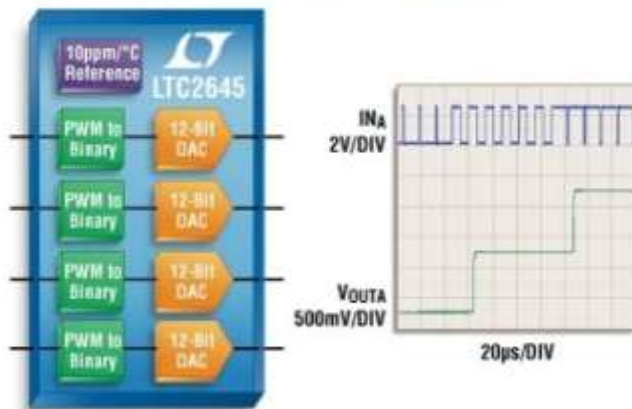 10ppm/°C
Reference
LTC2645
PWM to
Binary
12-Bit
DAC
PWM to
Binary
12-Bit
DAC
PWM to
Binary
12-Bit
DAC
PWM to
Binary
12-Bit
DAC
INA
2V/DIV
VOUTA
500mV/DIV
20µs/DIV